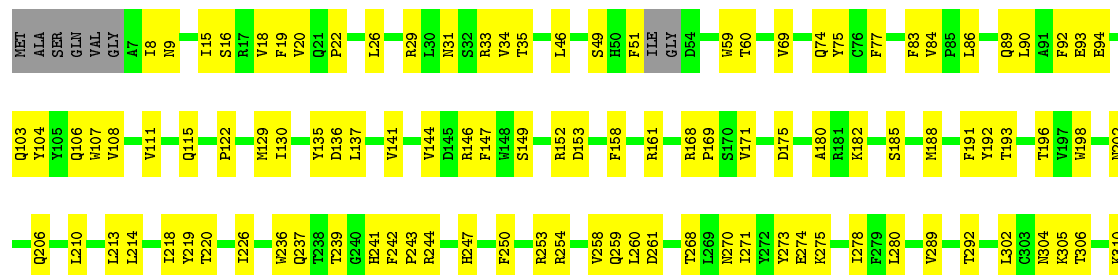 MET ALA SER GLN VAL GLY A7 I8 N9 I15 S16 R17 V18 F19 V20 Q21 P22 L26 R29 L30 N31 S32 R33 V34 T35 L46 S49 H50 F51 ILE GLY D54 W59 T60 V69 Q74 Y75 C76 F77 F83 V84 P85 L86 Q89 L90 A91 F92 E93 E94
Q103 Y104 Y105 Q106 W107 V108 V111 Q115 P122 M129 I130 Y135 D136 L137 V141 V144 D145 R146 F147 W148 S149 R152 D153 F158 R161 R168 P169 S170 V171 D175 A180 R181 K182 S185 M188 F191 Y192 T193 T196 V197 W198 N202
Q206 L210 L213 L214 I218 Y219 T220 I226 W236 Q237 T238 T239 G240 H241 F242 P243 R244 H247 F250 R253 R254 V258 Q259 L260 D261 T268 L269 N270 I271 Y272 Y273 E274 K275 I278 F279 L280 V289 T292 L302 C303 N304 K305 T306